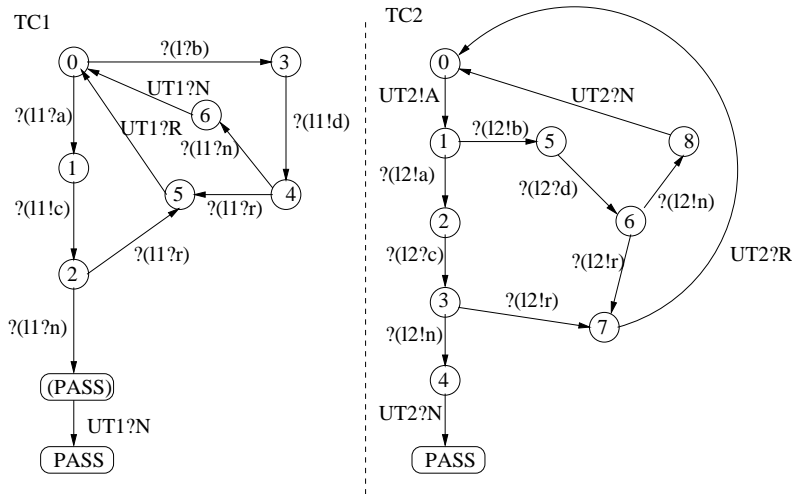 TC1
0
?(l?b)
3
UT1?N
?(l1?a)
6
?(l1!d)
UT1?R
?(l1?n)
1
?(l1!c)
5
?(l1?r)
4
2
?(l1?r)
?(l1?n)
(PASS)
UT1?N
PASS
TC2
0
UT2!A
UT2?N
1
?(l2!b)
5
8
?(l2!a)
?(l2?d)
?(l2!n)
2
6
?(l2?c)
?(l2!r)
UT2?R
3
?(l2!r)
7
?(l2!n)
4
UT2?N
PASS